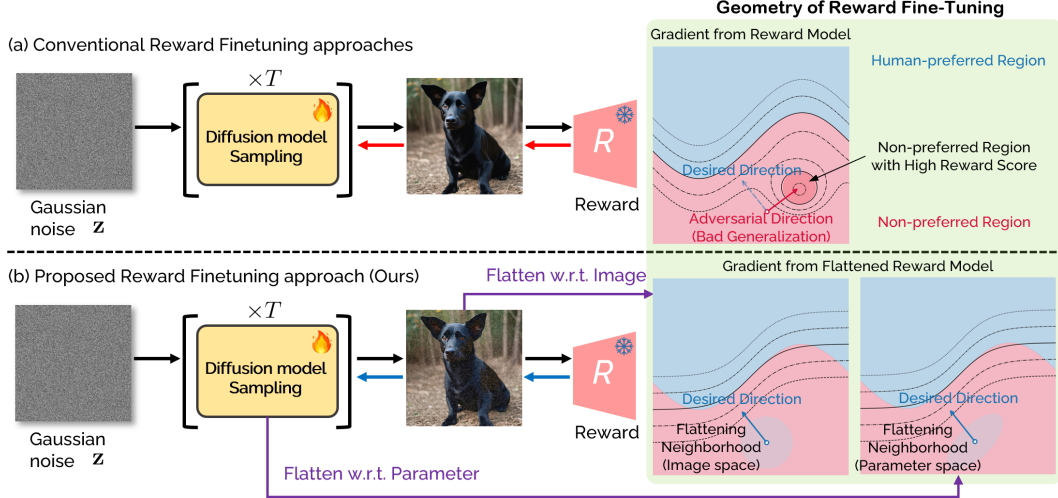 Geometry of Reward Fine-Tuning
(a) Conventional Reward Finetuning approaches
×T
Diffusion model
Sampling
Gaussian
noise z
R
Reward
Gradient from Reward Model
Human-preferred Region
Desired Direction
Non-preferred Region
with High Reward Score
Adversarial Direction
(Bad Generalization)
Non-preferred Region
(b) Proposed Reward Finetuning approach (Ours)
Flatten w.r.t. Image
×T
Diffusion model
Sampling
Gaussian
noise z
R
Reward
Flatten w.r.t. Parameter
Gradient from Flattened Reward Model
Desired Direction
Flattening
Neighborhood
(Image space)
Desired Direction
Flattening
Neighborhood
(Parameter space)